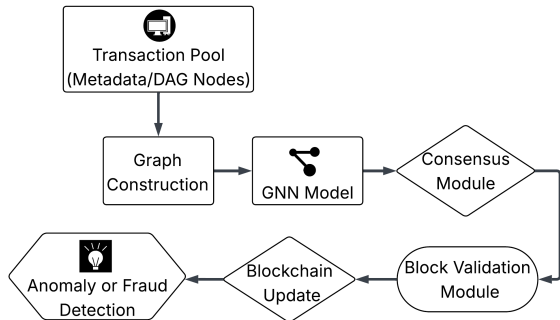 Transaction Pool
(Metadata/DAG Nodes)
Graph
Construction
GNN Model
Consensus
Module
Block Validation
Module
Blockchain
Update
Anomaly or Fraud
Detection